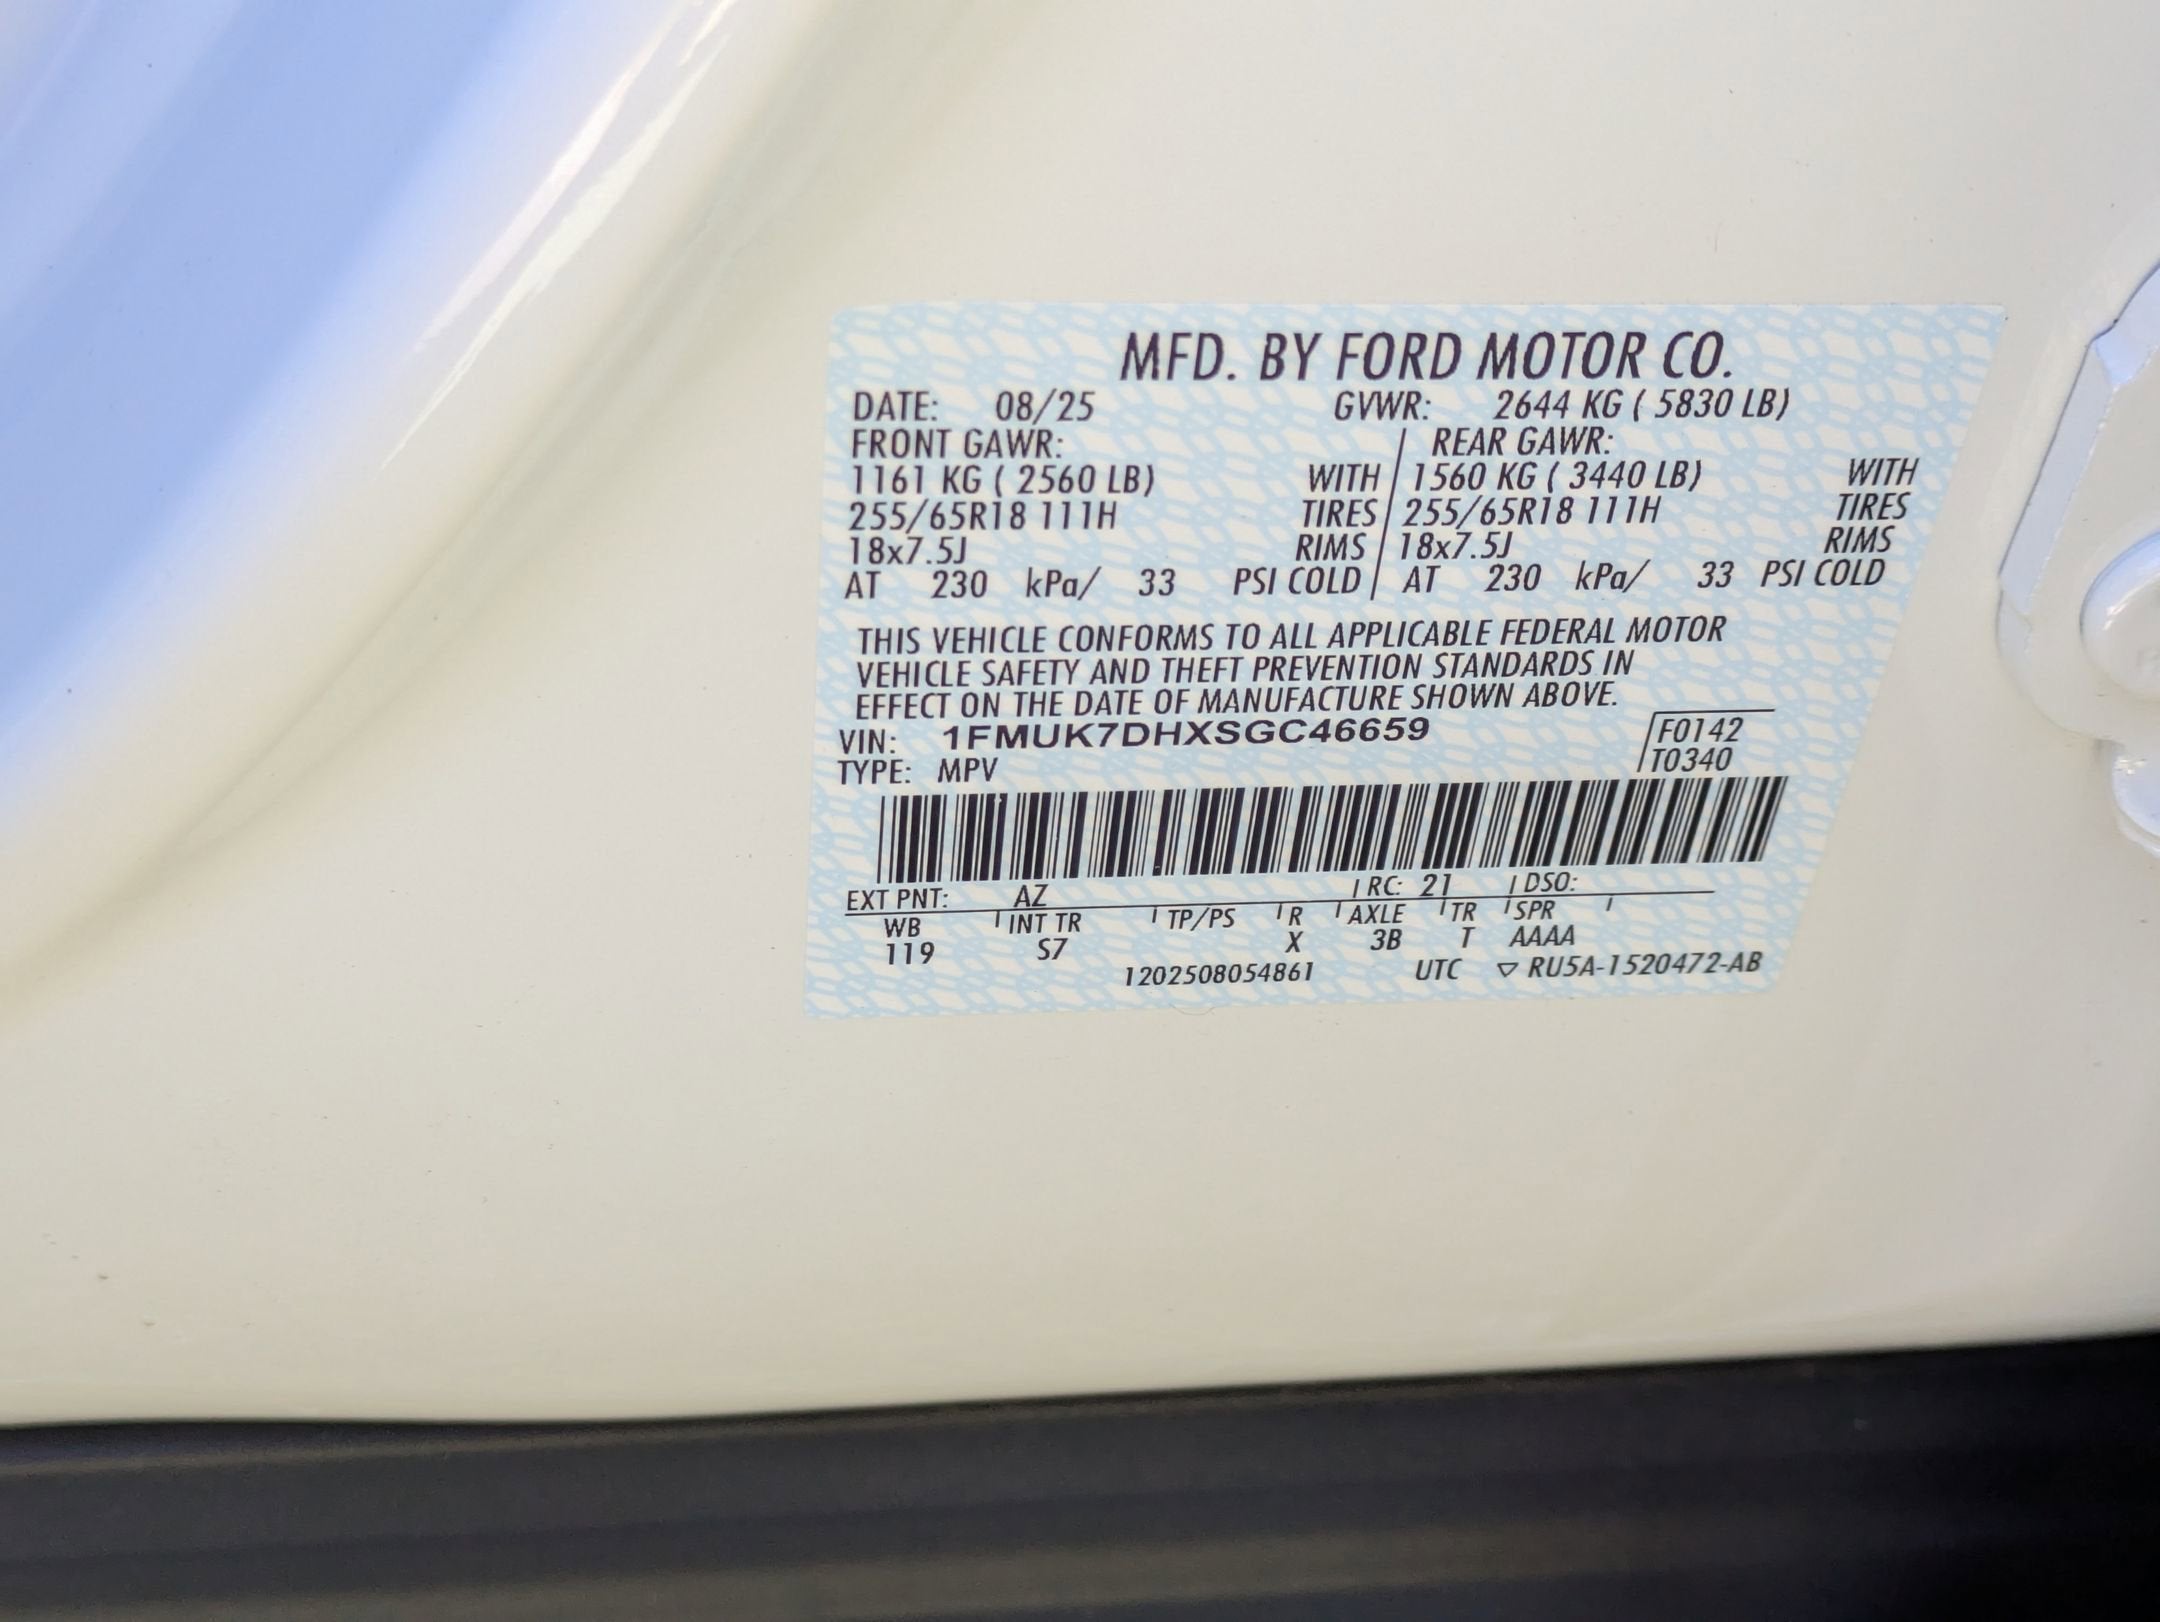 MFD. BY FORD MOTOR CO.
DATE: 08/25 GVWR: 2644 KG ( 5830 LB)
FRONT GAWR: REAR GAWR:
1161 KG ( 2560 LB) WITH 1560 KG ( 3440 LB) WITH
255/65R18 111H TIRES 255/65R18 111H TIRES
18x7.5J RIMS 18x7.5J RIMS
AT 230 kPa/ 33 PSI COLD AT 230 kPa/ 33 PSI COLD
THIS VEHICLE CONFORMS TO ALL APPLICABLE FEDERAL MOTOR
VEHICLE SAFETY AND THEFT PREVENTION STANDARDS IN
EFFECT ON THE DATE OF MANUFACTURE SHOWN ABOVE.
VIN: 1FMUK7DHXSGC46659 F0142
TYPE: MPV T0340
EXT PNT: AZ RC: 21 DSO:
WB INT TR TP/PS R AXLE TR SPR
119 S7 X 3B T AAAA
1202508054861 UTC ▽ RU5A-1520472-AB